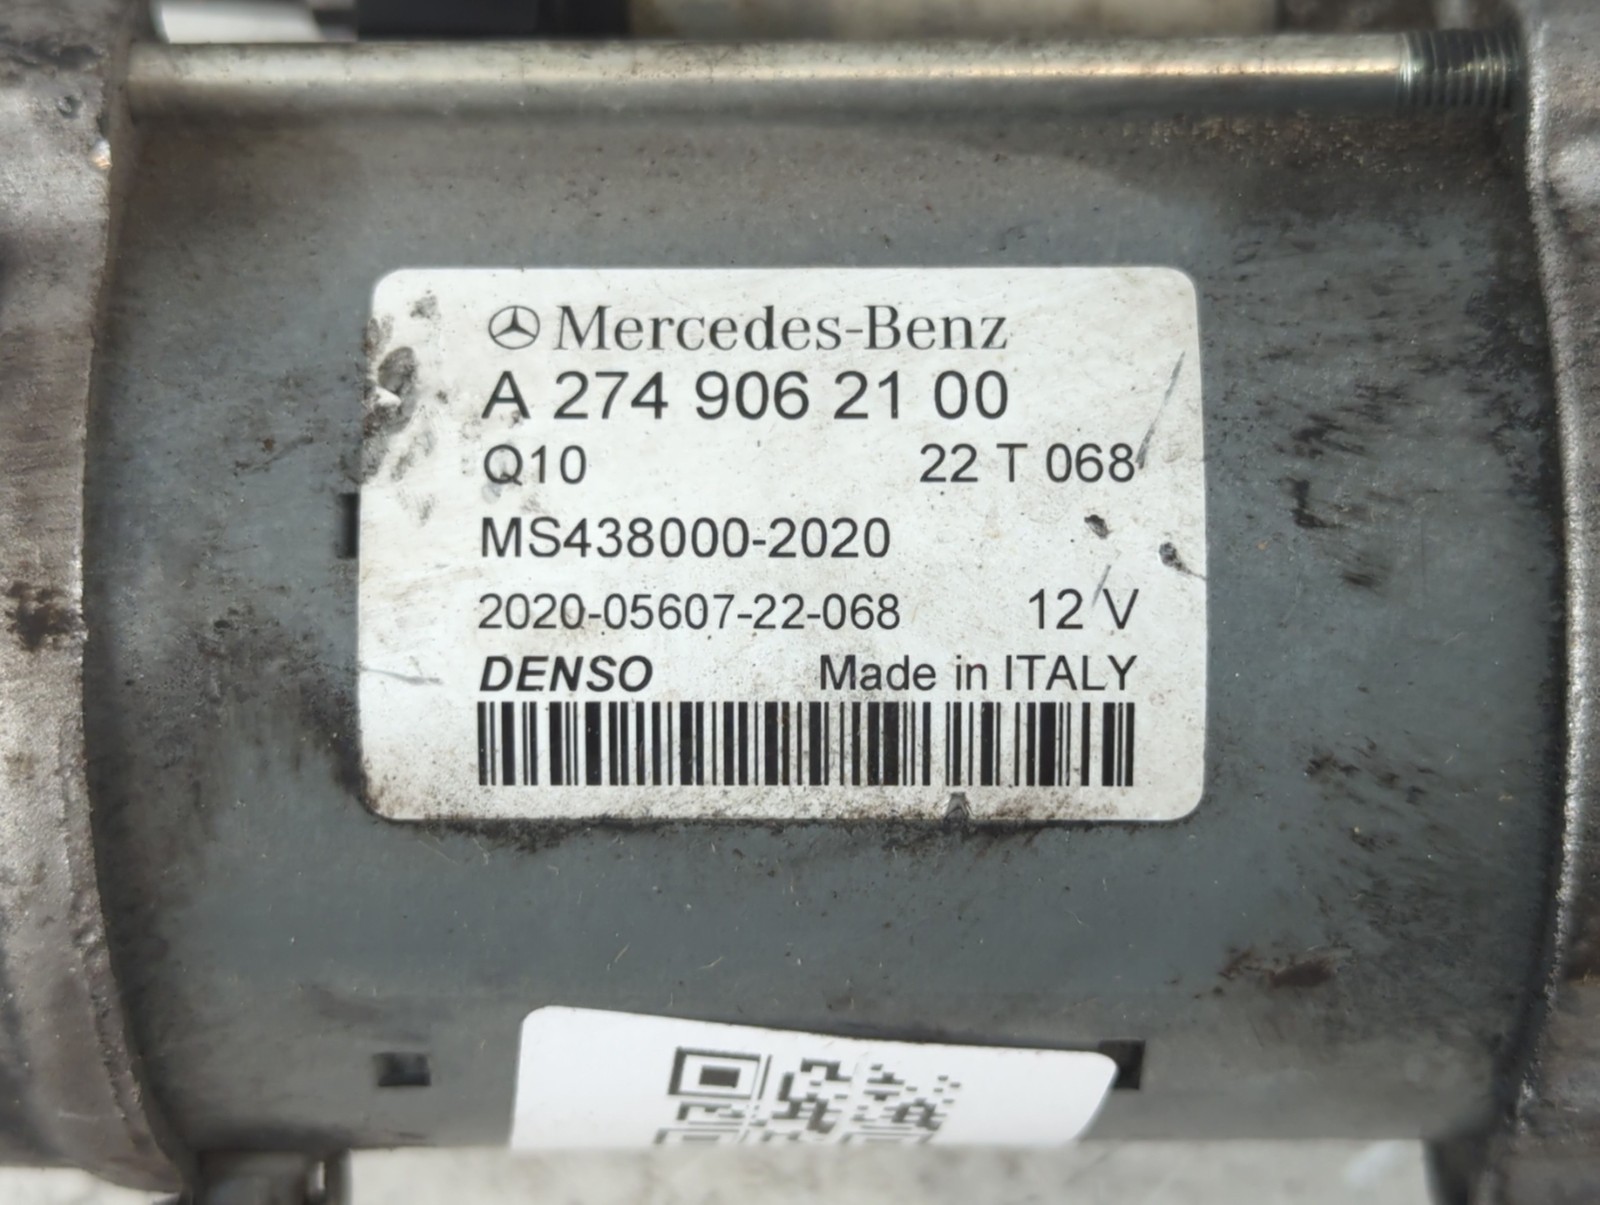 Mercedes-Benz
A 274 906 21 00
Q10 22 T 068
MS438000-2020
2020-05607-22-068 12 V
DENSO Made in ITALY